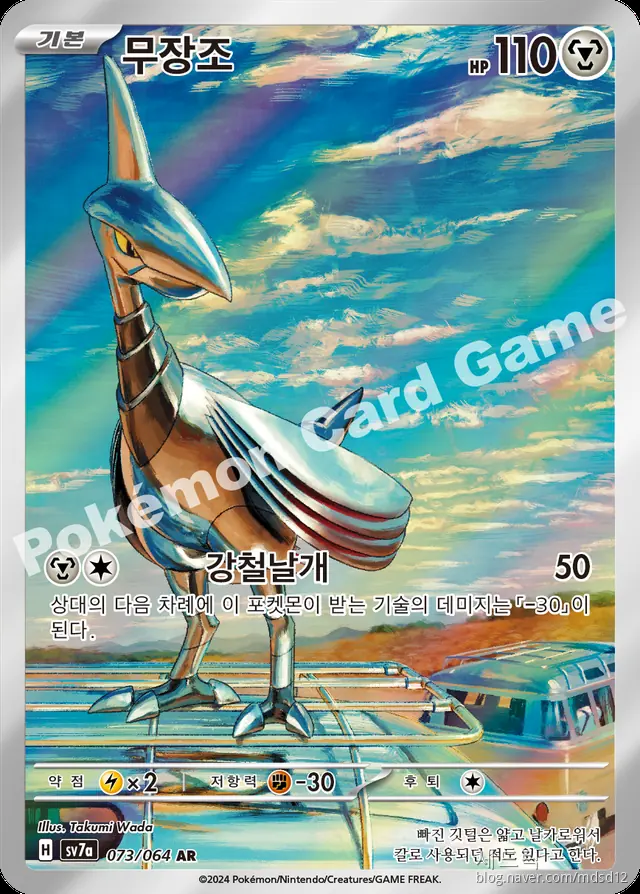 기본 무장조 HP 110
Pokémon Card Game
강철날개 50
상대의 다음 차례에 이 포켓몬이 받는 기술의 데미지는 「-30」이
된다.
약점 ×2 저항력 -30 후퇴
Illus. Takumi Wada
H sv7a 073/064 AR
빠진 깃털은 얇고 날카로워서
칼로 사용되던 적도 있다고 한다.
©2024 Pokémon/Nintendo/Creatures/GAME FREAK.
blog.naver.com/mdsd12